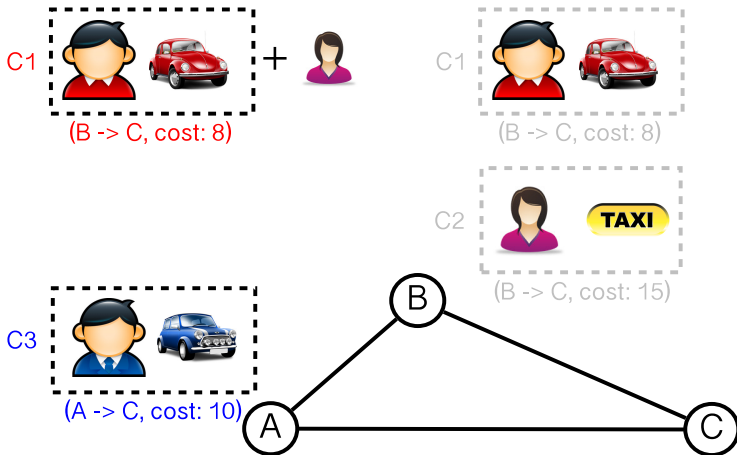 C1
+
(B -> C, cost: 8)
C1
(B -> C, cost: 8)
C2
TAXI
(B -> C, cost: 15)
C3
(A -> C, cost: 10)
B
A
C